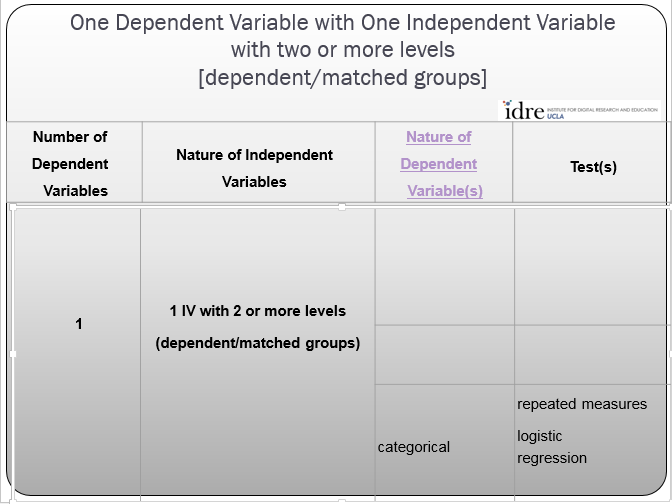 One Dependent Variable with One Independent Variable
with two or more levels
[dependent/matched groups]
idre INSTITUTE FOR DIGITAL RESEARCH AND EDUCATION
UCLA
Number of
Dependent
Variables
Nature of Independent
Variables
Nature of
Dependent
Variable(s)
Test(s)
1
1 IV with 2 or more levels
(dependent/matched groups)
categorical
repeated measures
logistic
regression